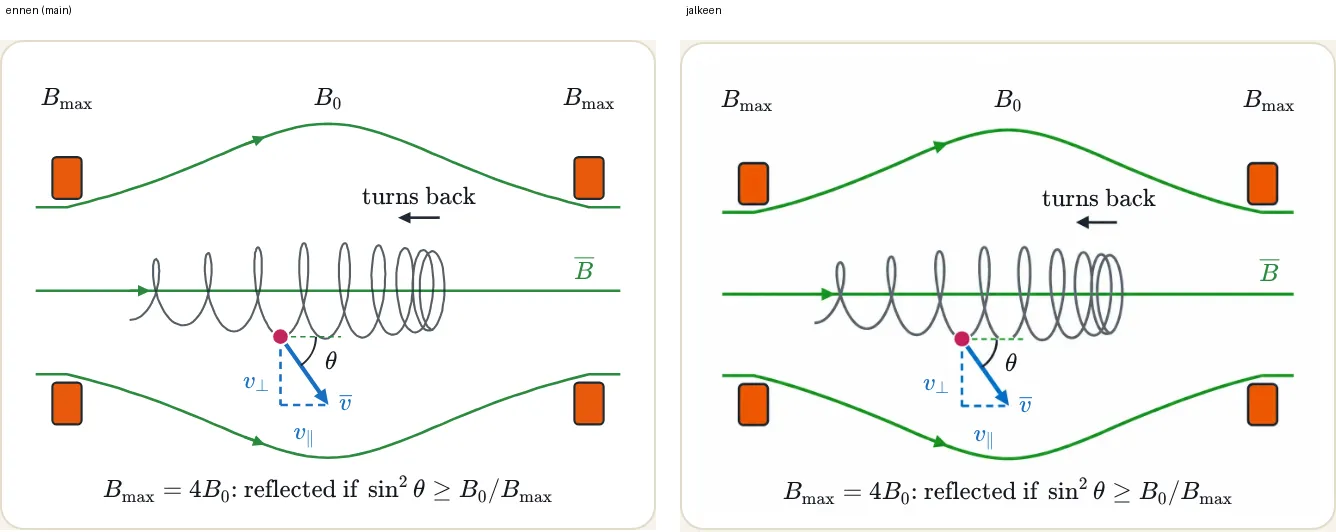 ennen (main)
B_max B_0 B_max
turns back
B̅
θ
v_⊥
v̅
v_∥
B_max = 4B_0: reflected if sin² θ ≥ B_0/B_max
jalkeen
B_max B_0 B_max
turns back
B̅
θ
v_⊥
v̅
v_∥
B_max = 4B_0: reflected if sin² θ ≥ B_0/B_max